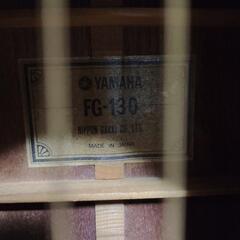 YAMAHA
FG-130
NIPPON GAKKI CO., LTD.
MADE IN JAPAN